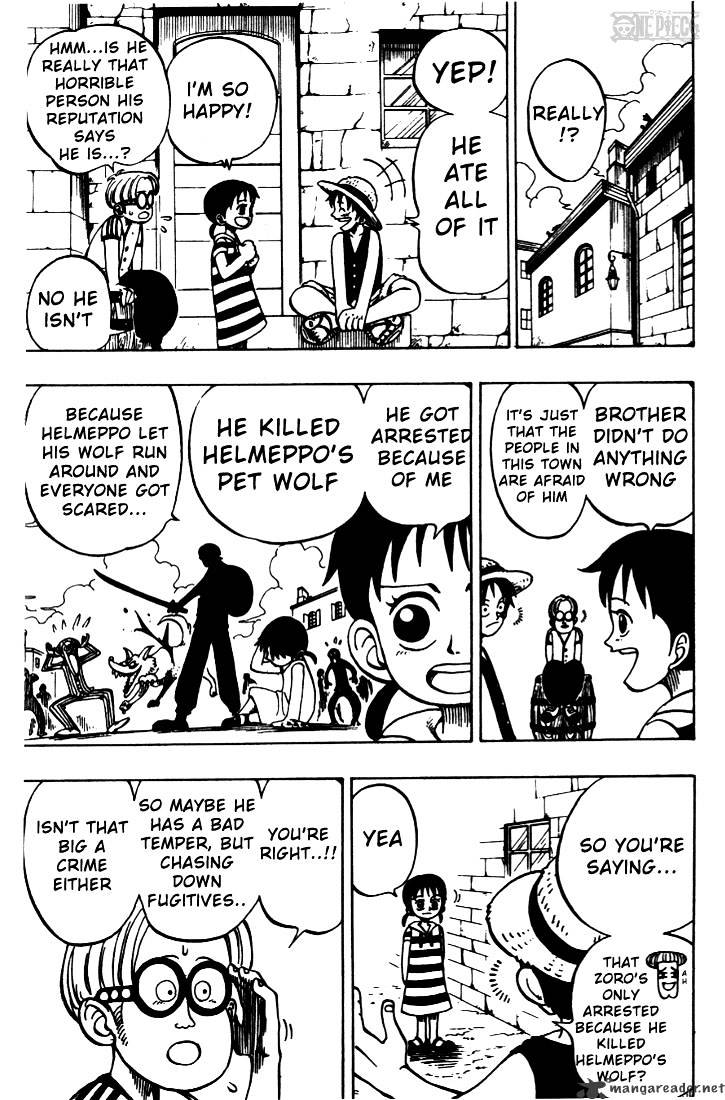 ONE PIECE
REALLY
!?
YEP!
HE
ATE
ALL
OF IT
I'M SO
HAPPY!
HMM...IS HE
REALLY THAT
HORRIBLE
PERSON HIS
REPUTATION
SAYS
HE IS...?
NO HE
ISN'T
BROTHER
DIDN'T DO
ANYTHING
WRONG
IT'S JUST
THAT THE
PEOPLE IN
THIS TOWN
ARE AFRAID
OF HIM
HE GOT
ARRESTED
BECAUSE
OF ME
HE KILLED
HELMEPPO'S
PET WOLF
BECAUSE
HELMEPPO LET
HIS WOLF RUN
AROUND AND
EVERYONE GOT
SCARED...
SO YOU'RE
SAYING...
THAT
ZORO'S
ONLY
ARRESTED
BECAUSE HE
KILLED
HELMEPPO'S
WOLF?
AH
YEA
YOU'RE
RIGHT..!!
SO MAYBE HE
HAS A BAD
TEMPER, BUT
CHASING
DOWN
FUGITIVES..
ISN'T THAT
BIG A
CRIME
EITHER
mangareader.net